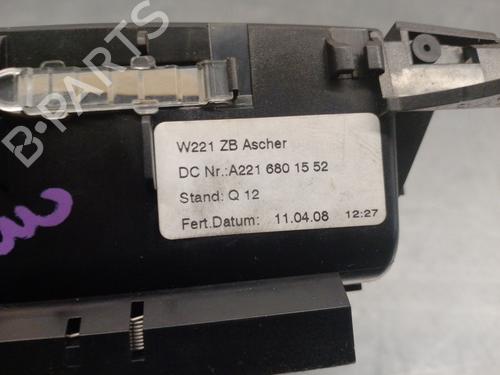 B-PARTS
W221 ZB Ascher
DC Nr.:A221 680 15 52
Stand: Q 12
Fert.Datum: 11.04.08 12:27